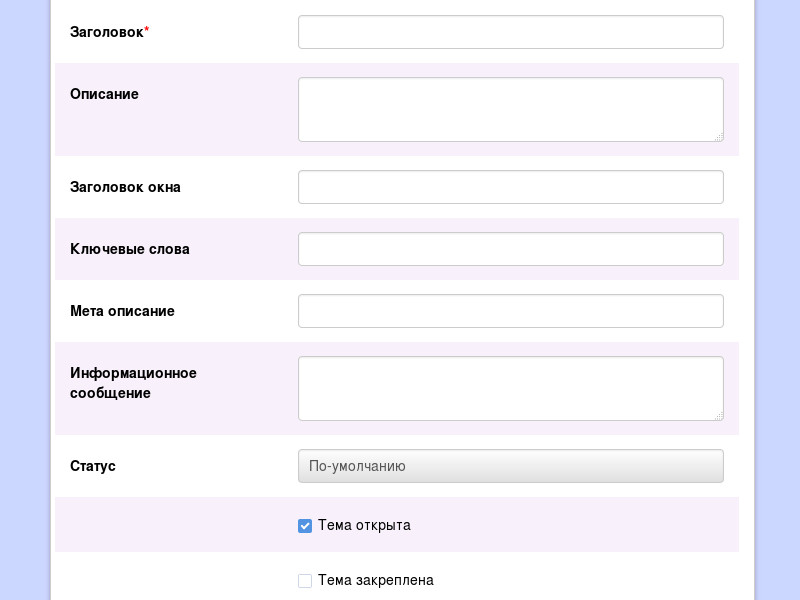 Заголовок*
Описание
Заголовок окна
Ключевые слова
Мета описание
Информационное
сообщение
Статус
По-умолчанию
Тема открыта
Тема закреплена